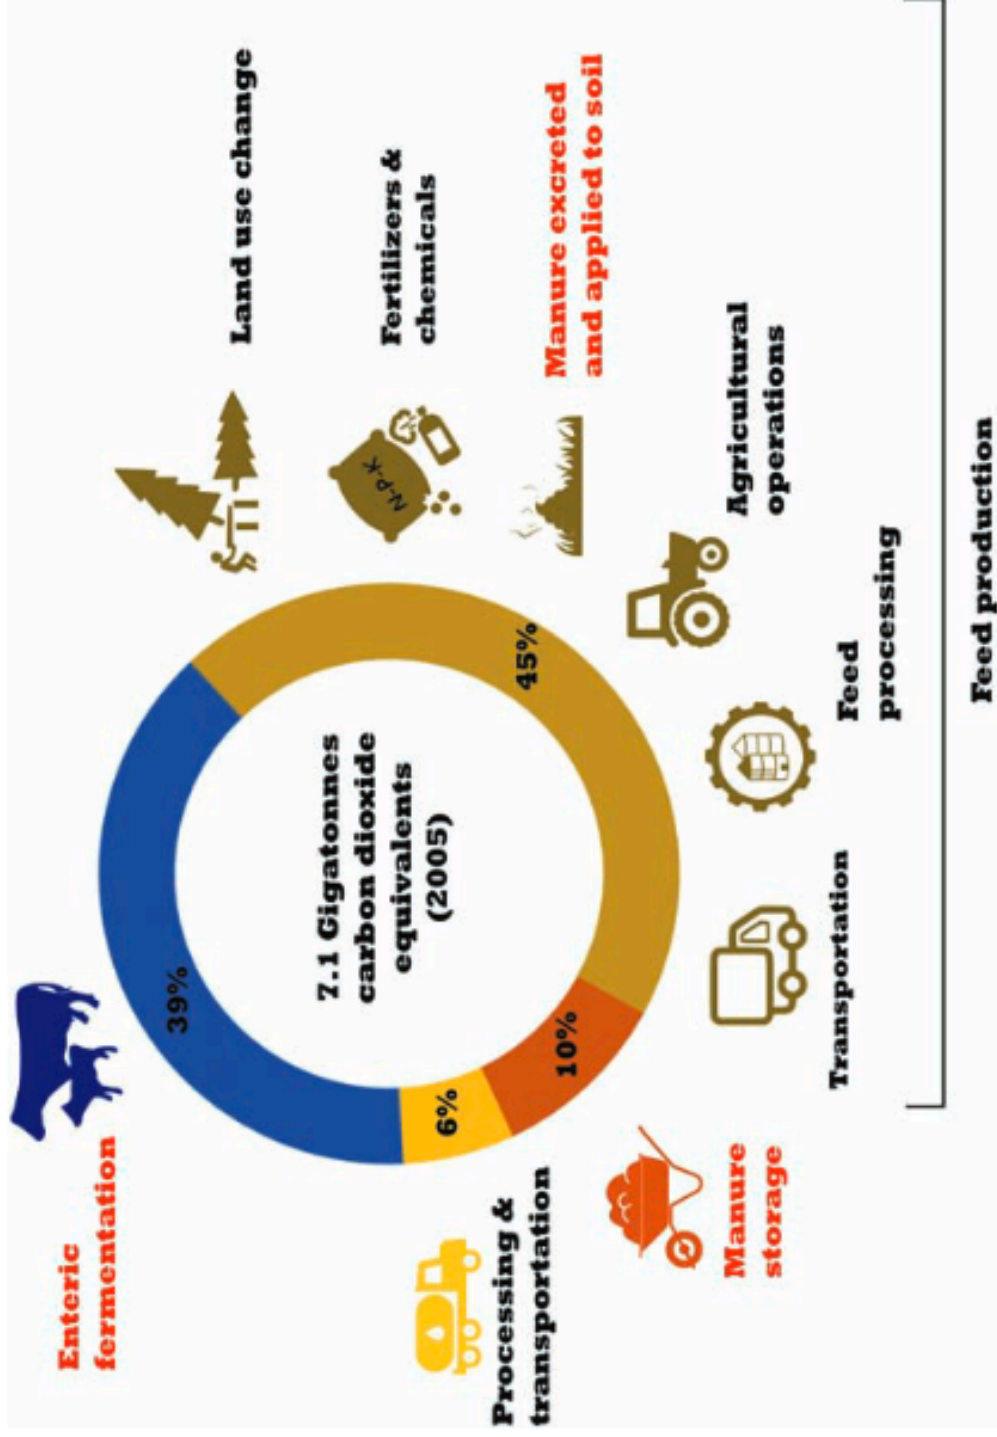 Enteric
fermentation
39%
Land use change
Fertilizers &
chemicals
N-P-K
Manure excreted
and applied to soil
7.1 Gigatonnes
carbon dioxide
equivalents
(2005)
45%
6%
10%
Processing &
transportation
Manure
storage
Agricultural
operations
Feed
processing
Transportation
Feed production